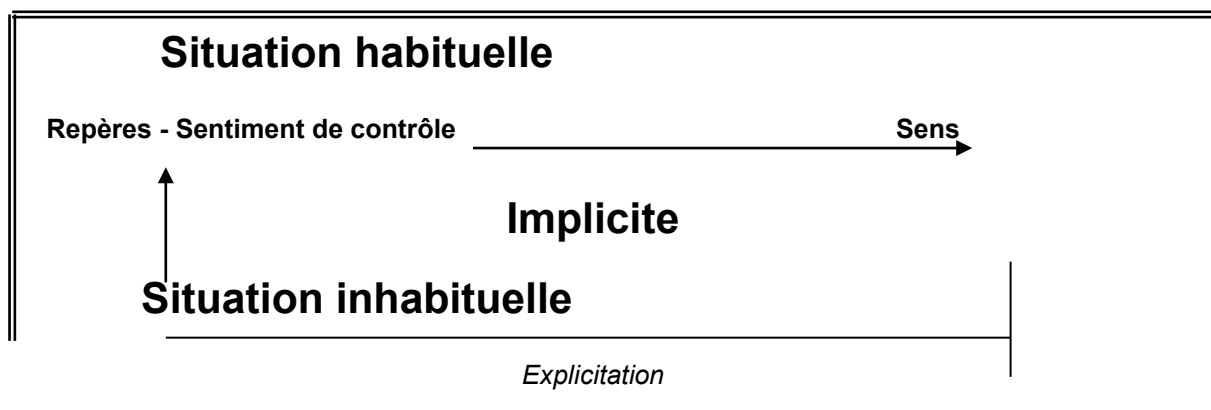 Situation habituelle
Repères - Sentiment de contrôle Sens
Implicite
Situation inhabituelle
Explicitation